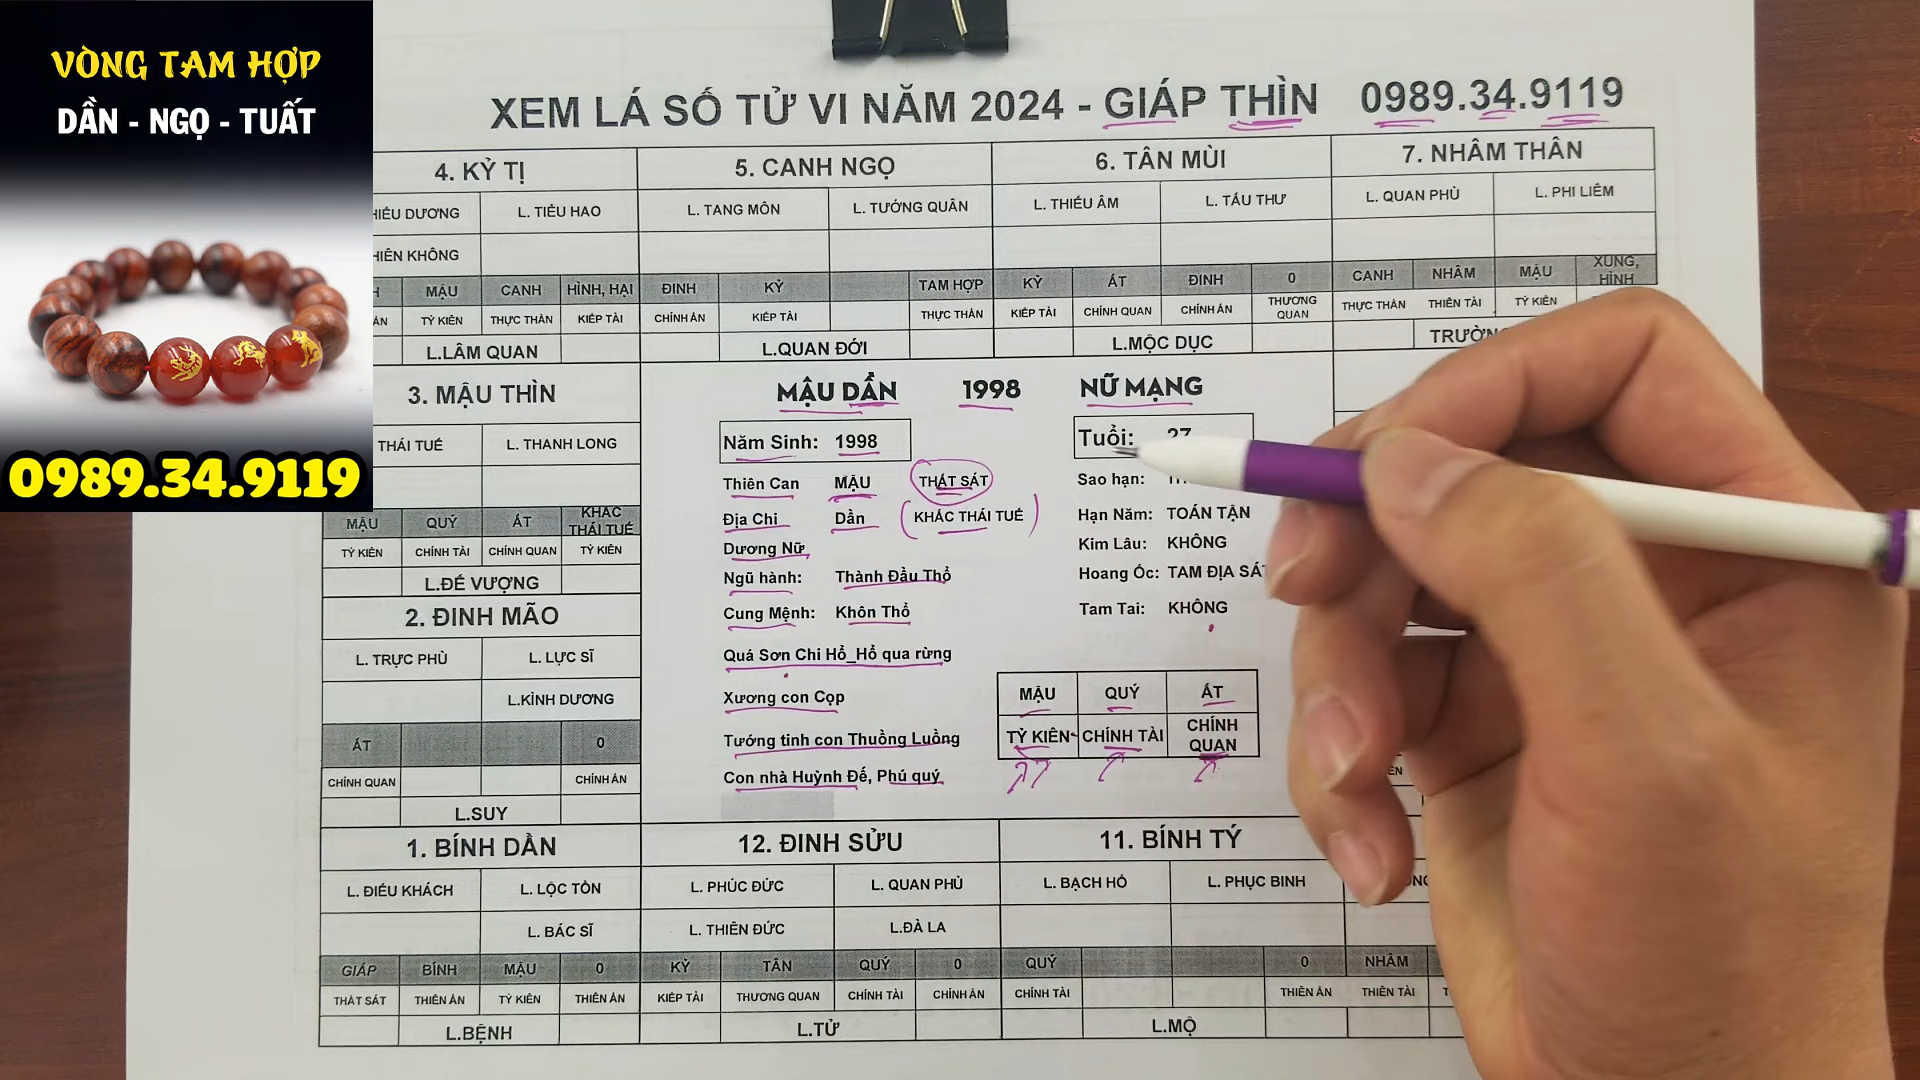 VÒNG TAM HỢP
DẦN - NGỌ - TUẤT
0989.34.9119
XEM LÁ SỐ TỬ VI NĂM 2024 - GIÁP THÌN 0989.34.9119
4. KỶ TỊ
L. TIỂU HAO
MẬU CANH HÌNH, HẠI
TỶ KIÊN THỰC THẦN KIẾP TÀI
L.LÂM QUAN
5. CANH NGỌ
L. TANG MÔN L. TƯỚNG QUÂN
ĐINH KỶ TAM HỢP
CHÍNH ẤN KIẾP TÀI THỰC THẦN
L.QUAN ĐỚI
6. TÂN MÙI
L. THIẾU ÂM L. TẤU THƯ
KỶ ẤT ĐINH 0
KIẾP TÀI CHÍNH QUAN CHÍNH ẤN THƯƠNG QUAN
L.MỘC DỤC
7. NHÂM THÂN
L. QUAN PHÙ L. PHI LIÊM
CANH NHÂM MẬU XUNG, HÌNH
THỰC THẦN THIÊN TÀI TỶ KIÊN
3. MẬU THÌN
THÁI TUẾ L. THANH LONG
MẬU QUÝ ẤT KHẮC THÁI TUẾ
TỶ KIÊN CHÍNH TÀI CHÍNH QUAN TỶ KIÊN
L.ĐẾ VƯỢNG
MẬU DẦN 1998 NỮ MẠNG
Năm Sinh: 1998
Tuổi: 27
Thiên Can MẬU THẤT SÁT
Sao hạn:
Địa Chi Dần (KHẮC THÁI TUẾ)
Hạn Năm: TOÁN TẬN
Dương Nữ
Kim Lâu: KHÔNG
Ngũ hành: Thành Đầu Thổ
Hoang Ốc: TAM ĐỊA SÁT
Cung Mệnh: Khôn Thổ
Tam Tai: KHÔNG
Quá Sơn Chi Hổ_Hổ qua rừng
Xương con Cọp
Tướng tinh con Thuồng Luồng
Con nhà Huỳnh Đế, Phú quý
MẬU QUÝ ẤT
TỶ KIÊN CHÍNH TÀI CHÍNH QUAN
2. ĐINH MÃO
L. TRỰC PHÙ L. LỰC SĨ
L.KÌNH DƯƠNG
ẤT 0
CHÍNH QUAN CHÍNH ẤN
L.SUY
1. BÍNH DẦN
L. ĐIẾU KHÁCH L. LỘC TỒN
L. BÁC SĨ
GIÁP BÍNH MẬU 0
THẤT SÁT THIÊN ẤN TỶ KIÊN THIÊN ẤN
L.BỆNH
12. ĐINH SỬU
L. PHÚC ĐỨC L. QUAN PHỦ
L. THIÊN ĐỨC L.ĐÀ LA
KỶ TÂN QUÝ 0
KIẾP TÀI THƯƠNG QUAN CHÍNH TÀI CHÍNH ẤN
L.TỬ
11. BÍNH TÝ
L. BẠCH HỔ L. PHỤC BINH
QUÝ 0
CHÍNH TÀI THIÊN ẤN
L.MỘ
NHÂM
THIÊN TÀI